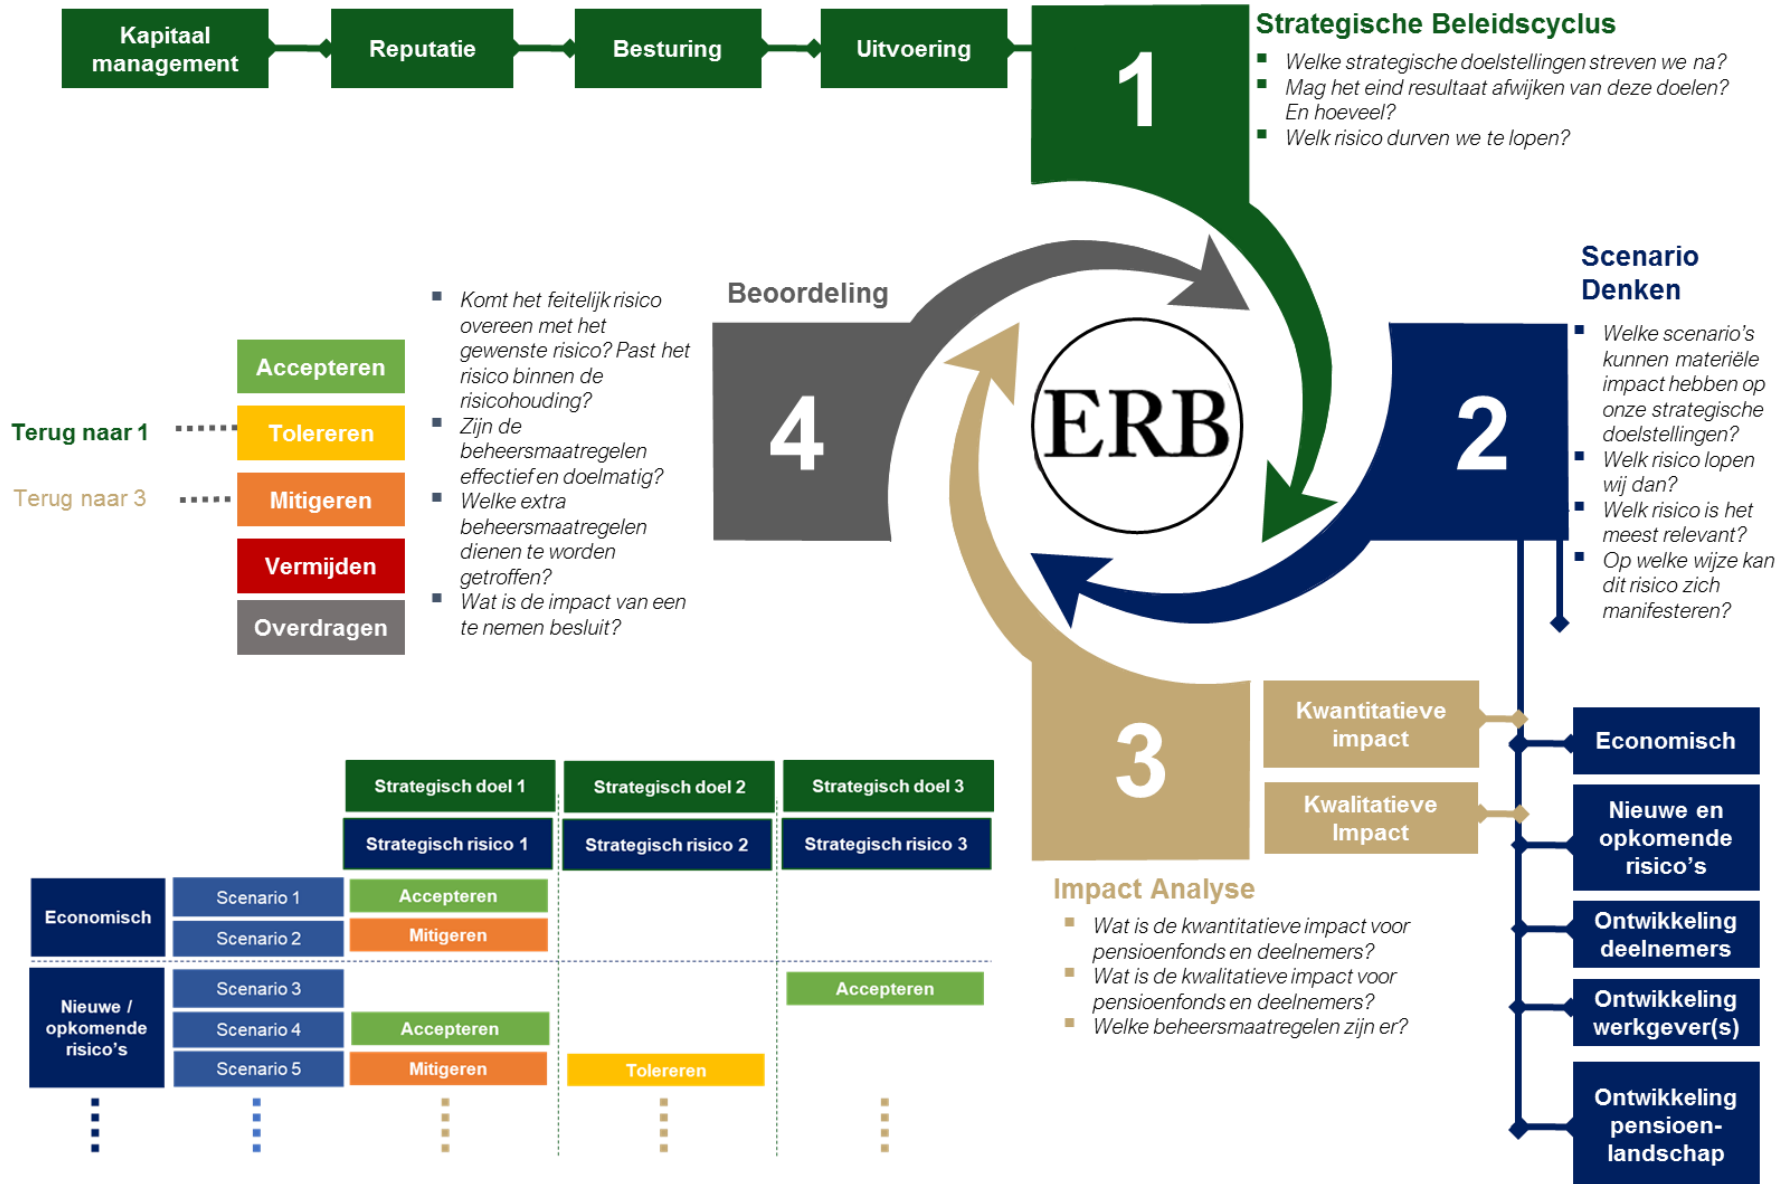 Kapitaal
management
Reputatie
Besturing
Uitvoering
1
Strategische Beleidscyclus
Welke strategische doelstellingen streven we na?
Mag het eind resultaat afwijken van deze doelen?
En hoeveel?
Welk risico durven we te lopen?
Scenario
Denken
2
Welke scenario's
kunnen materiële
impact hebben op
onze strategische
doelstellingen?
Welk risico lopen
wij dan?
Welk risico is het
meest relevant?
Op welke wijze kan
dit risico zich
manifesteren?
ERB
Beoordeling
4
Komt het feitelijk risico
overeen met het
gewenste risico? Past het
risico binnen de
risicohouding?
Zijn de
beheersmaatregelen
effectief en doelmatig?
Welke extra
beheersmaatregelen
dienen te worden
getroffen?
Wat is de impact van een
te nemen besluit?
Accepteren
Terug naar 1
Tolereren
Terug naar 3
Mitigeren
Vermijden
Overdragen
3
Kwantitatieve
impact
Kwalitatieve
Impact
Economisch
Nieuwe en
opkomende
risico's
Ontwikkeling
deelnemers
Ontwikkeling
werkgever(s)
Ontwikkeling
pensioen-
landschap
Impact Analyse
Wat is de kwantitatieve impact voor
pensioenfonds en deelnemers?
Wat is de kwalitatieve impact voor
pensioenfonds en deelnemers?
Welke beheersmaatregelen zijn er?
Strategisch doel 1
Strategisch doel 2
Strategisch doel 3
Strategisch risico 1
Strategisch risico 2
Strategisch risico 3
Economisch
Scenario 1
Accepteren
Scenario 2
Mitigeren
Nieuwe /
opkomende
risico's
Scenario 3
Accepteren
Scenario 4
Accepteren
Scenario 5
Mitigeren
Tolereren